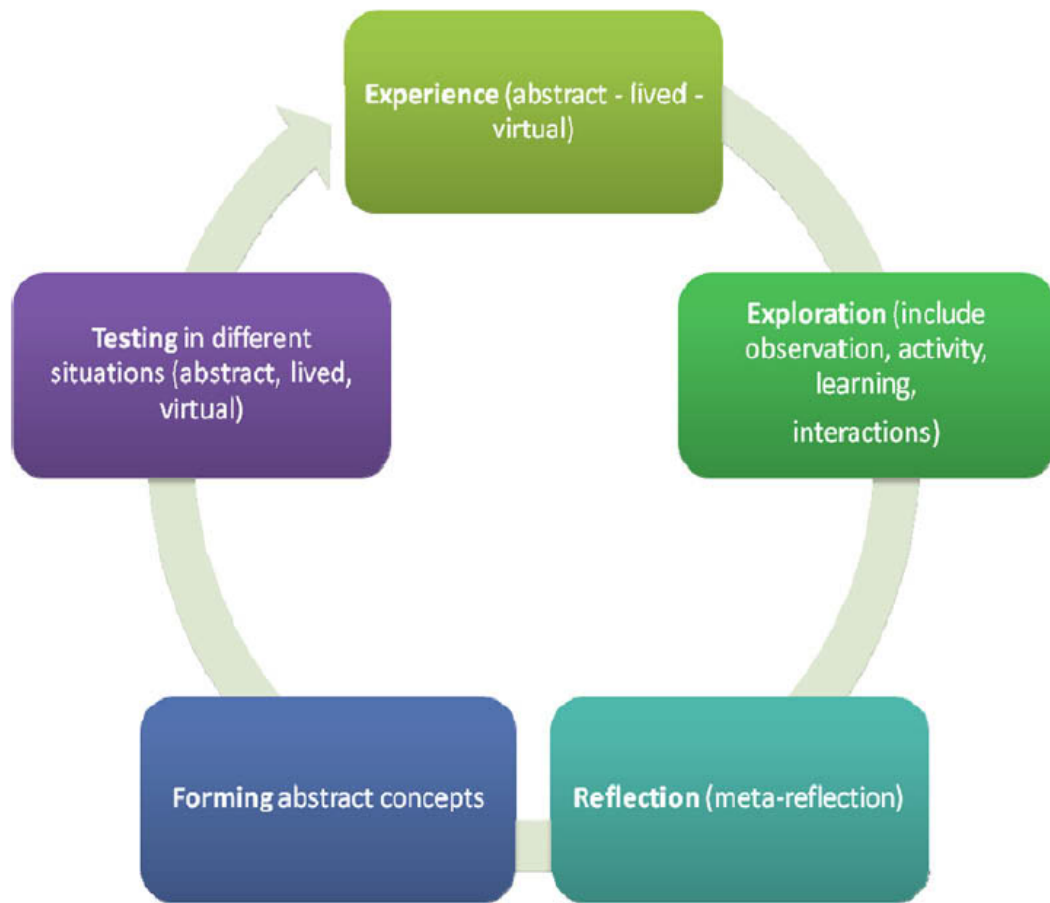 Experience (abstract - lived -
virtual)
Exploration (include
observation, activity,
learning,
interactions)
Reflection (meta-reflection)
Forming abstract concepts
Testing in different
situations (abstract, lived,
virtual)